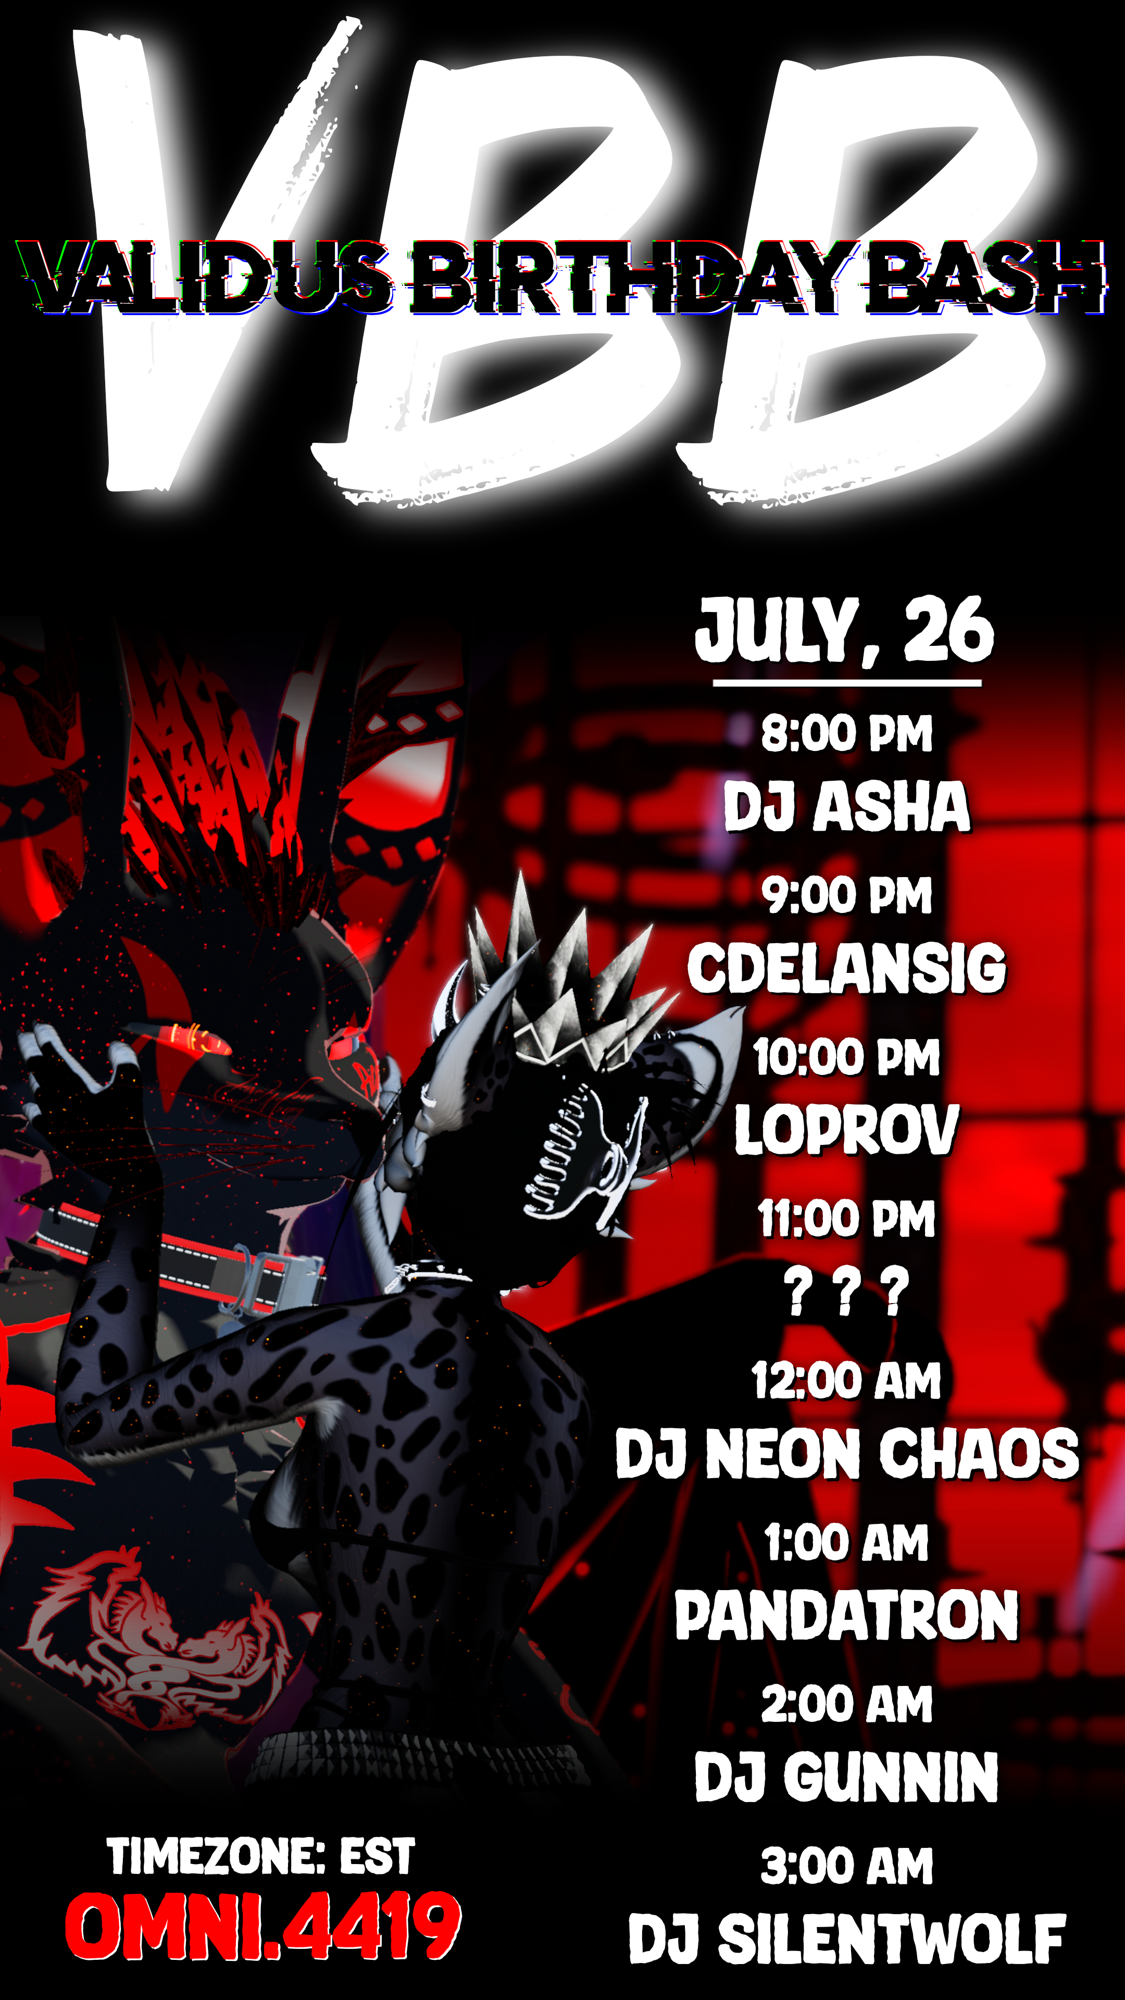 VBB
VALIDUS BIRTHDAY BASH
JULY, 26
8:00 PM
DJ ASHA
9:00 PM
CDELANSIG
10:00 PM
LOPROV
11:00 PM
? ? ?
12:00 AM
DJ NEON CHAOS
1:00 AM
PANDATRON
2:00 AM
DJ GUNNIN
3:00 AM
DJ SILENTWOLF
TIMEZONE: EST
OMNI.4419